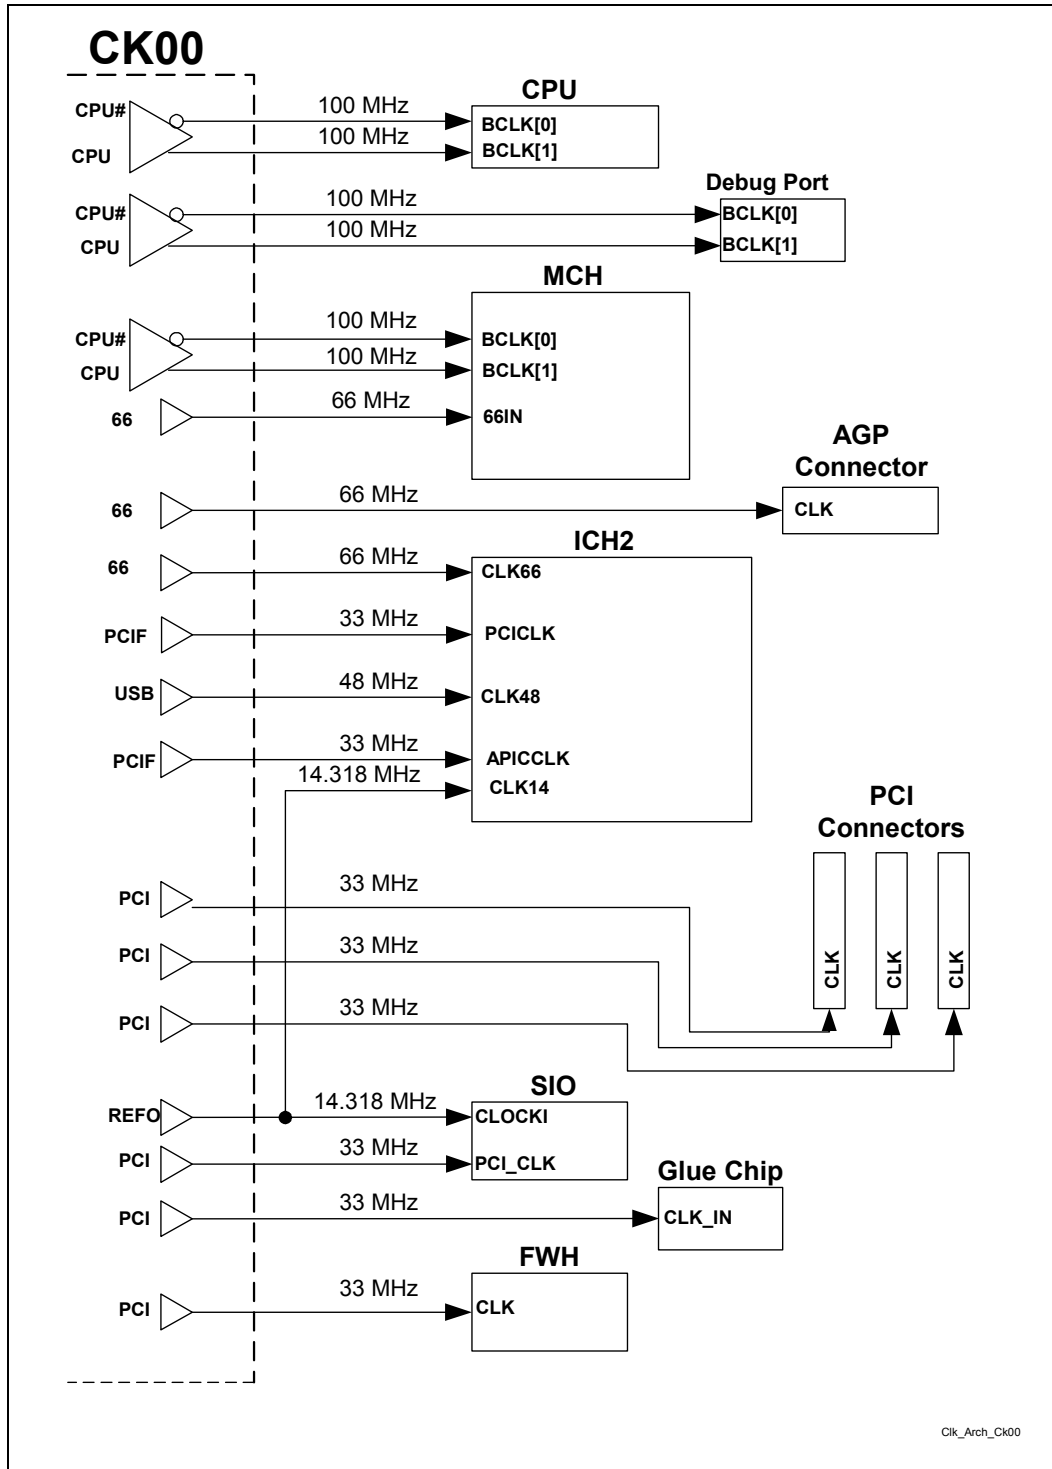 CK00
CPU
CPU#
100 MHz
BCLK[0]
100 MHz
CPU
BCLK[1]
Debug Port
CPU#
100 MHz
BCLK[0]
CPU
100 MHz
BCLK[1]
MCH
CPU#
100 MHz
BCLK[0]
CPU
100 MHz
BCLK[1]
66
66 MHz
66IN
AGP
Connector
66
66 MHz
CLK
ICH2
66
66 MHz
CLK66
PCIF
33 MHz
PCICLK
USB
48 MHz
CLK48
PCIF
33 MHz
APICCLK
14.318 MHz
CLK14
PCI
Connectors
PCI
33 MHz
CLK
CLK
CLK
PCI
33 MHz
PCI
33 MHz
SIO
REFO
14.318 MHz
CLOCKI
PCI
33 MHz
PCI_CLK
Glue Chip
PCI
33 MHz
CLK_IN
FWH
PCI
33 MHz
CLK
Clk_Arch_Ck00